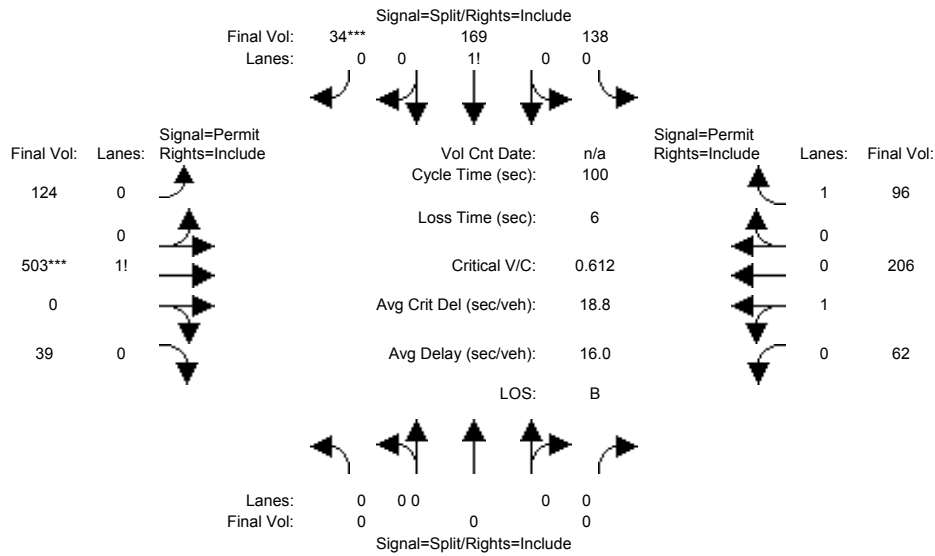 Signal=Split/Rights=Include
Final Vol: 34*** 169 138
Lanes: 0 0 1! 0 0
Signal=Permit Signal=Permit
Final Vol: Lanes: Rights=Include Vol Cnt Date: n/a Rights=Include Lanes: Final Vol:
Cycle Time (sec): 100
124 0 1 96
Loss Time (sec): 6
0 0
503*** 1! Critical V/C: 0.612 0 206
0 Avg Crit Del (sec/veh): 18.8 1
39 0 Avg Delay (sec/veh): 16.0 0 62
LOS: B
Lanes: 0 0 0 0 0
Final Vol: 0 0 0
Signal=Split/Rights=Include